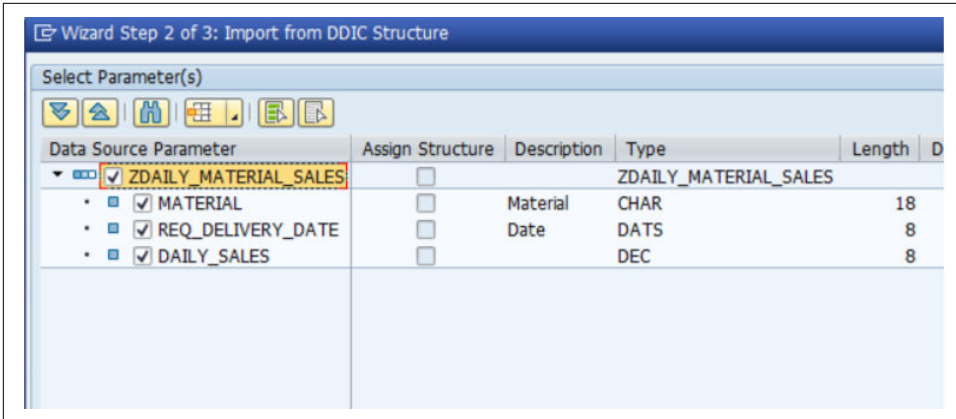 Wizard Step 2 of 3: Import from DDIC Structure
Select Parameter(s)
Data Source Parameter Assign Structure Description Type Length D
ZDAILY_MATERIAL_SALES ZDAILY_MATERIAL_SALES
MATERIAL Material CHAR 18
REQ_DELIVERY_DATE Date DATS 8
DAILY_SALES DEC 8